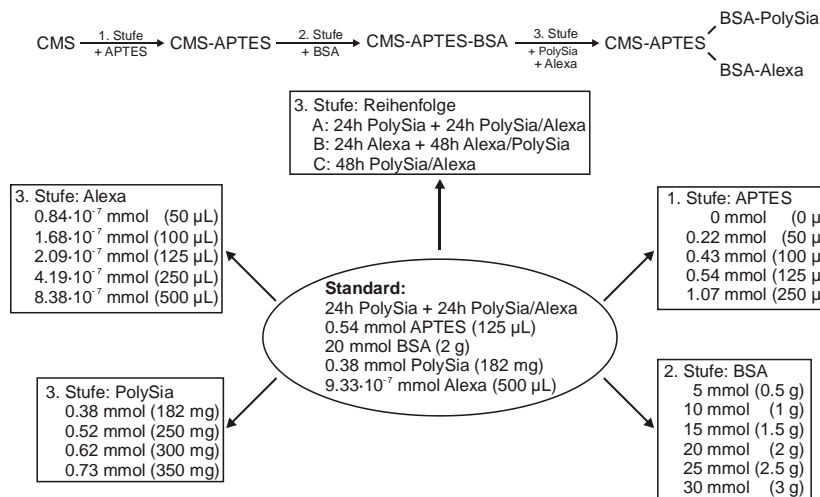 CMS 1. Stufe + APTES CMS-APTES 2. Stufe + BSA CMS-APTES-BSA 3. Stufe + PolySia + Alexa CMS-APTES BSA-PolySia BSA-Alexa
3. Stufe: Reihenfolge
A: 24h PolySia + 24h PolySia/Alexa
B: 24h Alexa + 48h Alexa/PolySia
C: 48h PolySia/Alexa
3. Stufe: Alexa
0.84·10⁻⁷ mmol (50 µL)
1.68·10⁻⁷ mmol (100 µL)
2.09·10⁻⁷ mmol (125 µL)
4.19·10⁻⁷ mmol (250 µL)
8.38·10⁻⁷ mmol (500 µL)
1. Stufe: APTES
0 mmol (0 µ
0.22 mmol (50 µ
0.43 mmol (100 µ
0.54 mmol (125 µ
1.07 mmol (250 µ
Standard:
24h PolySia + 24h PolySia/Alexa
0.54 mmol APTES (125 µL)
20 mmol BSA (2 g)
0.38 mmol PolySia (182 mg)
9.33·10⁻⁷ mmol Alexa (500 µL)
3. Stufe: PolySia
0.38 mmol (182 mg)
0.52 mmol (250 mg)
0.62 mmol (300 mg)
0.73 mmol (350 mg)
2. Stufe: BSA
5 mmol (0.5 g)
10 mmol (1 g)
15 mmol (1.5 g)
20 mmol (2 g)
25 mmol (2.5 g)
30 mmol (3 g)